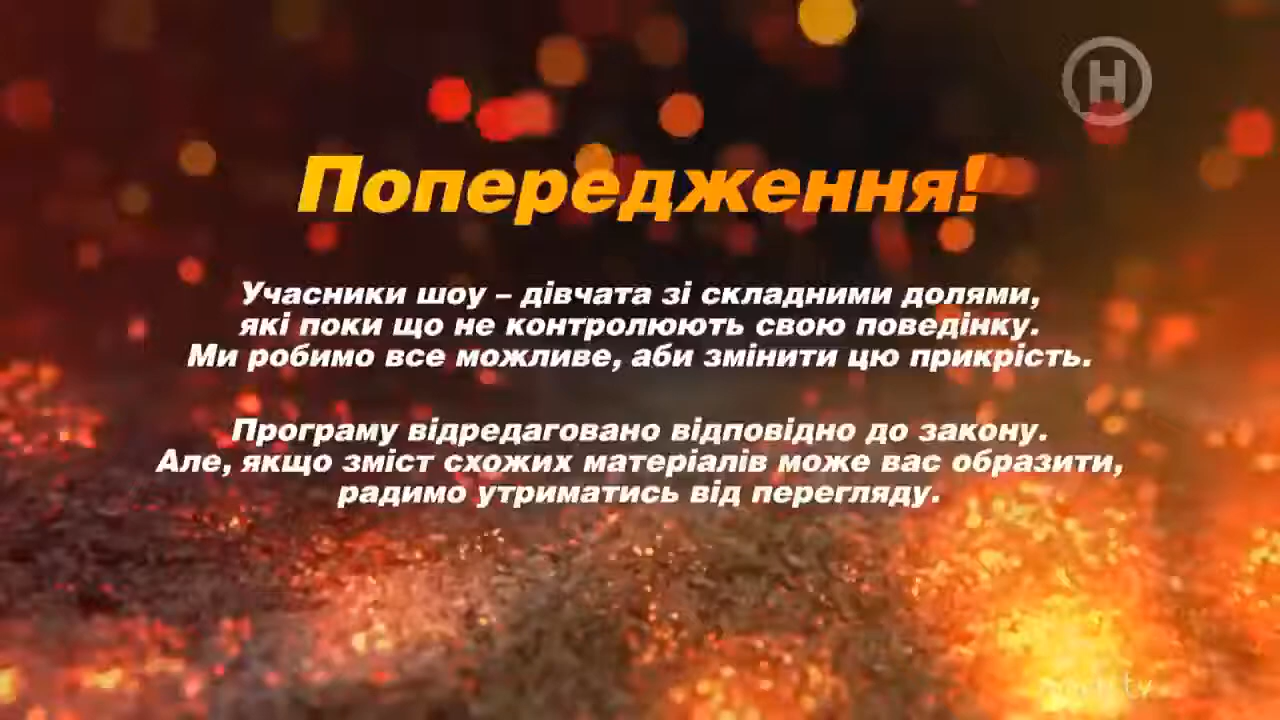 Н
Попередження!
Учасники шоу – дівчата зі складними долями,
які поки що не контролюють свою поведінку.
Ми робимо все можливе, аби змінити цю прикрість.
Програму відредаговано відповідно до закону.
Але, якщо зміст схожих матеріалів може вас образити,
радимо утриматись від перегляду.